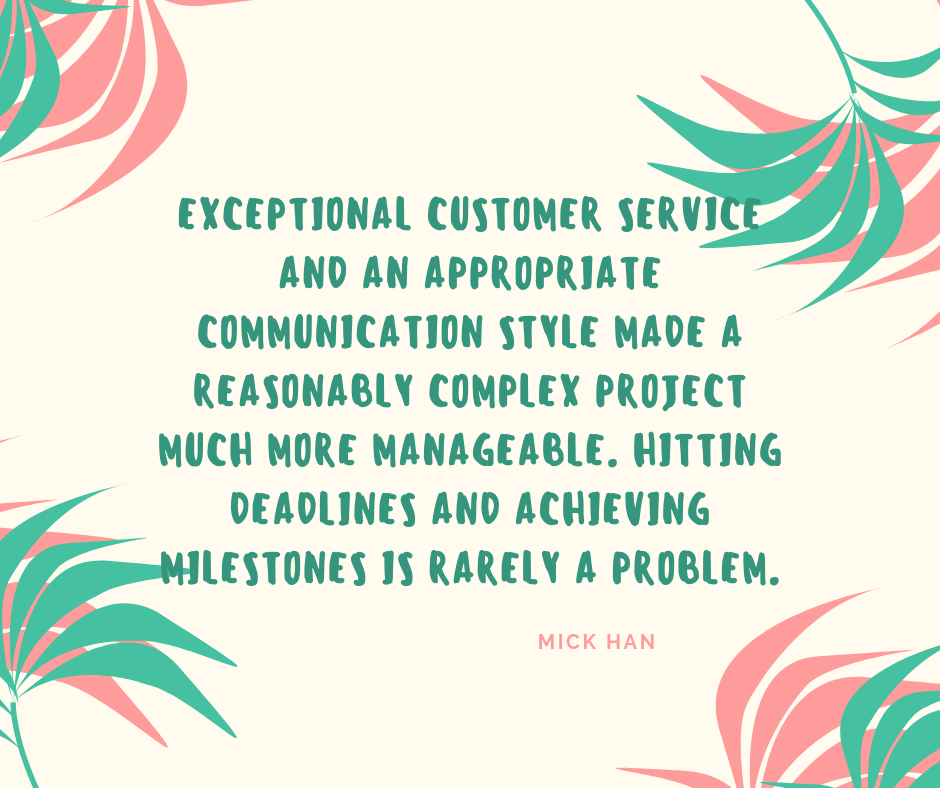 EXCEPTIONAL CUSTOMER SERVICE
AND AN APPROPRIATE
COMMUNICATION STYLE MADE A
REASONABLY COMPLEX PROJECT
MUCH MORE MANAGEABLE. HITTING
DEADLINES AND ACHIEVING
MILESTONES IS RARELY A PROBLEM.
MICK HAN